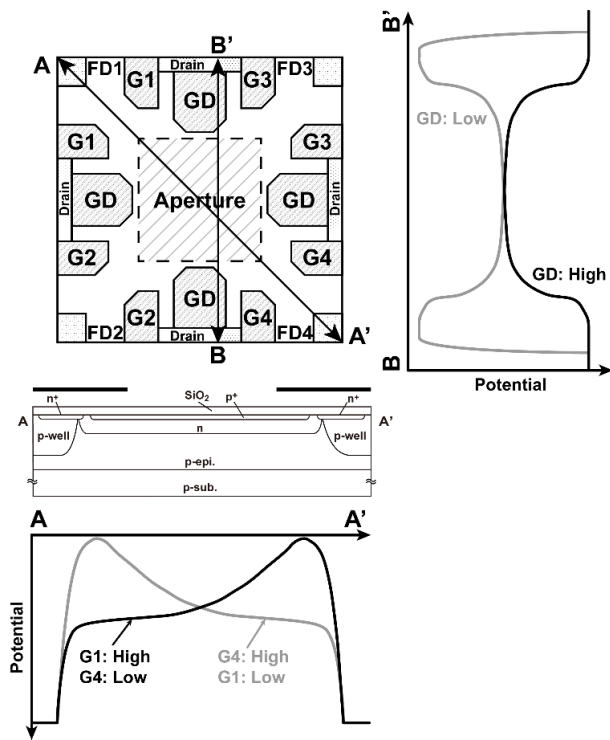 B'
A
FD1
G1
Drain
G3
FD3
GD
G1
G3
Drain
GD
Aperture
GD
Drain
G2
G4
GD
FD2
G2
Drain
G4
FD4
B
A'
B'
GD: Low
GD: High
B
Potential
n+
SiO2
p+
n+
A
p-well
n
p-well
A'
p-epi.
p-sub.
A
A'
Potential
G1: High
G4: Low
G4: High
G1: Low